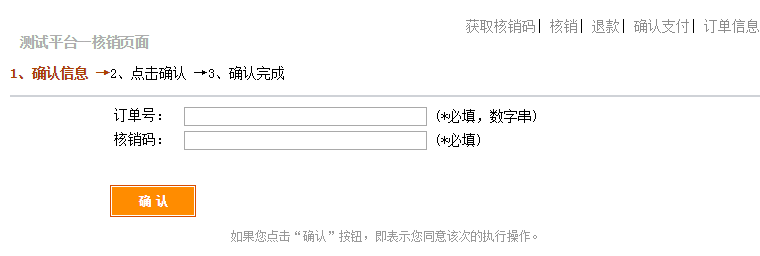 获取核销码| 核销| 退款| 确认支付| 订单信息
测试平台—核销页面
1、确认信息 →2、点击确认 →3、确认完成
订单号： (*必填，数字串)
核销码： (*必填)
确 认
如果您点击“确认”按钮，即表示您同意该次的执行操作。